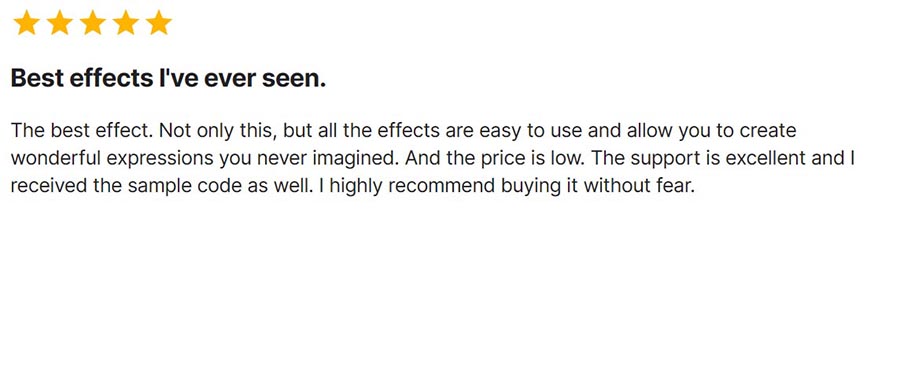 Best effects I've ever seen.
The best effect. Not only this, but all the effects are easy to use and allow you to create
wonderful expressions you never imagined. And the price is low. The support is excellent and I
received the sample code as well. I highly recommend buying it without fear.